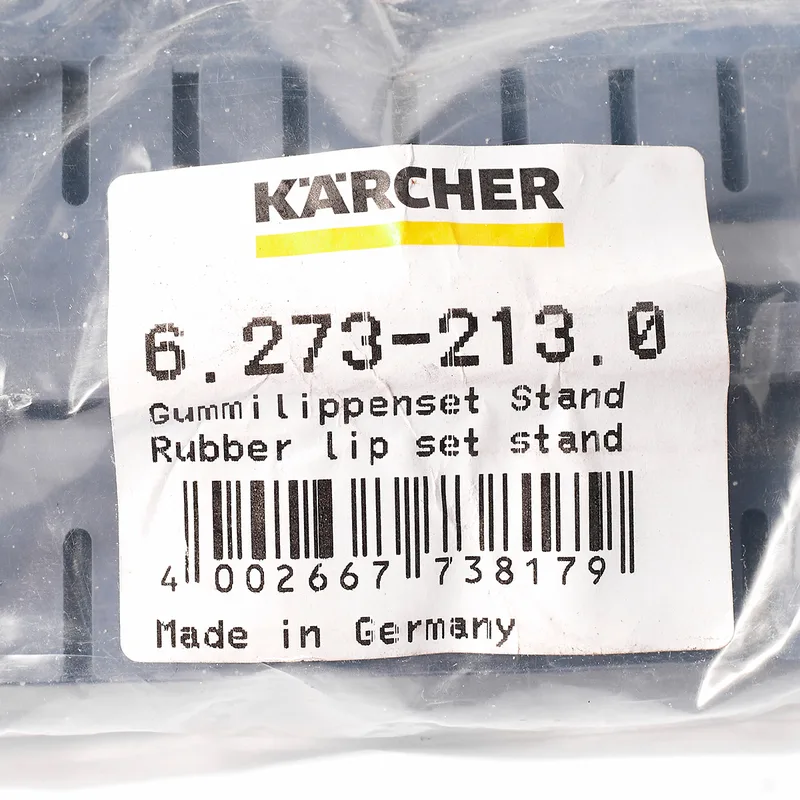 KÄRCHER
6.273-213.0
Gummilippenset Stand
Rubber lip set stand
4 002667 738179
Made in Germany